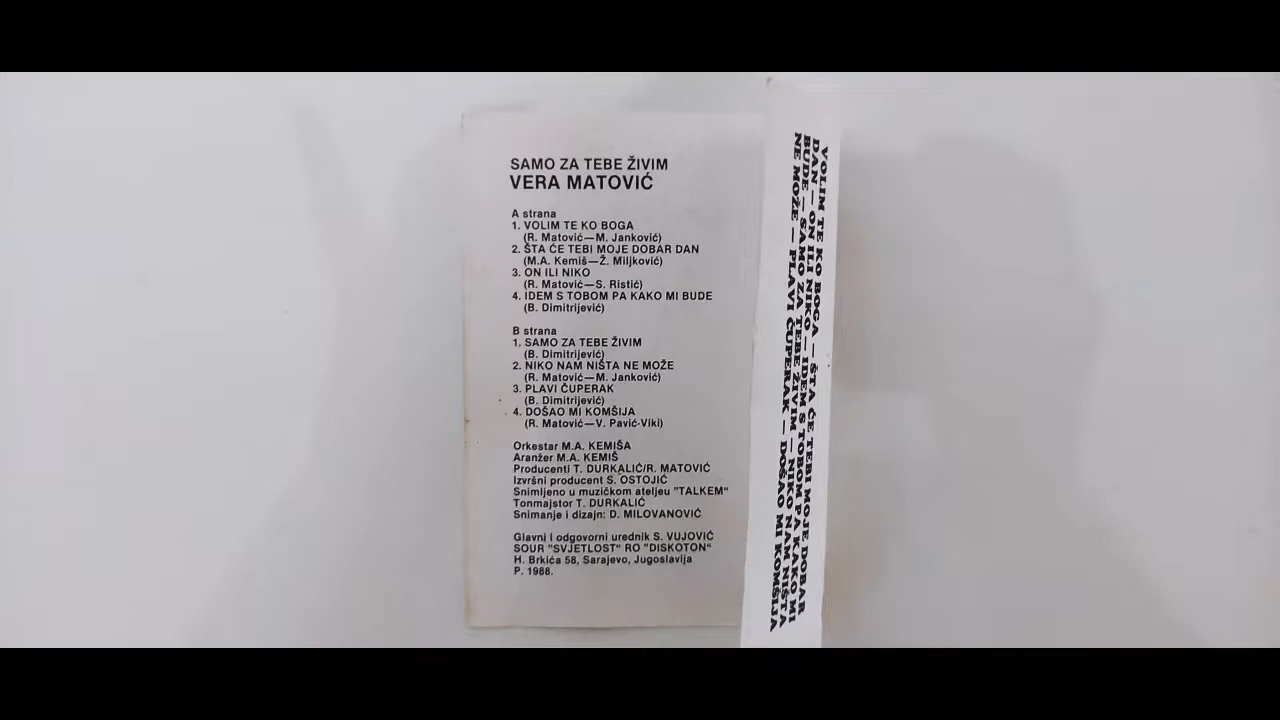 SAMO ZA TEBE ŽIVIM
VERA MATOVIĆ
A strana
1. VOLIM TE KO BOGA
(R. Matović—M. Janković)
2. ŠTA ĆE TEBI MOJE DOBAR DAN
(M.A. Kemiš—Ž. Miljković)
3. ON ILI NIKO
(R. Matović—S. Ristić)
4. IDEM S TOBOM PA KAKO MI BUDE
(B. Dimitrijević)
B strana
1. SAMO ZA TEBE ŽIVIM
(B. Dimitrijević)
2. NIKO NAM NIŠTA NE MOŽE
(R. Matović—M. Janković)
3. PLAVI ČUPERAK
(B. Dimitrijević)
4. DOŠAO MI KOMŠIJA
(R. Matović—V. Pavić-Viki)
Orkestar M.A. KEMIŠA
Aranžer M.A. KEMIŠ
Producenti T. DURKALIĆ/R. MATOVIĆ
Izvršni producent S. OSTOJIĆ
Snimljeno u muzičkom ateljeu "TALKEM"
Tonmajstor T. DURKALIĆ
Snimanje i dizajn: D. MILOVANOVIĆ
Glavni i odgovorni urednik S. VUJOVIĆ
SOUR "SVJETLOST" RO "DISKOTON"
H. Brkića 58, Sarajevo, Jugoslavija
P. 1988.
VOLIM TE KO BOGA — ŠTA ĆE TEBI MOJE DOBAR
DAN — ON ILI NIKO — IDEM S TOBOM PA KAKO MI
BUDE — SAMO ZA TEBE ŽIVIM — NIKO NAM NIŠTA
NE MOŽE — PLAVI ČUPERAK — DOŠAO MI KOMŠIJA